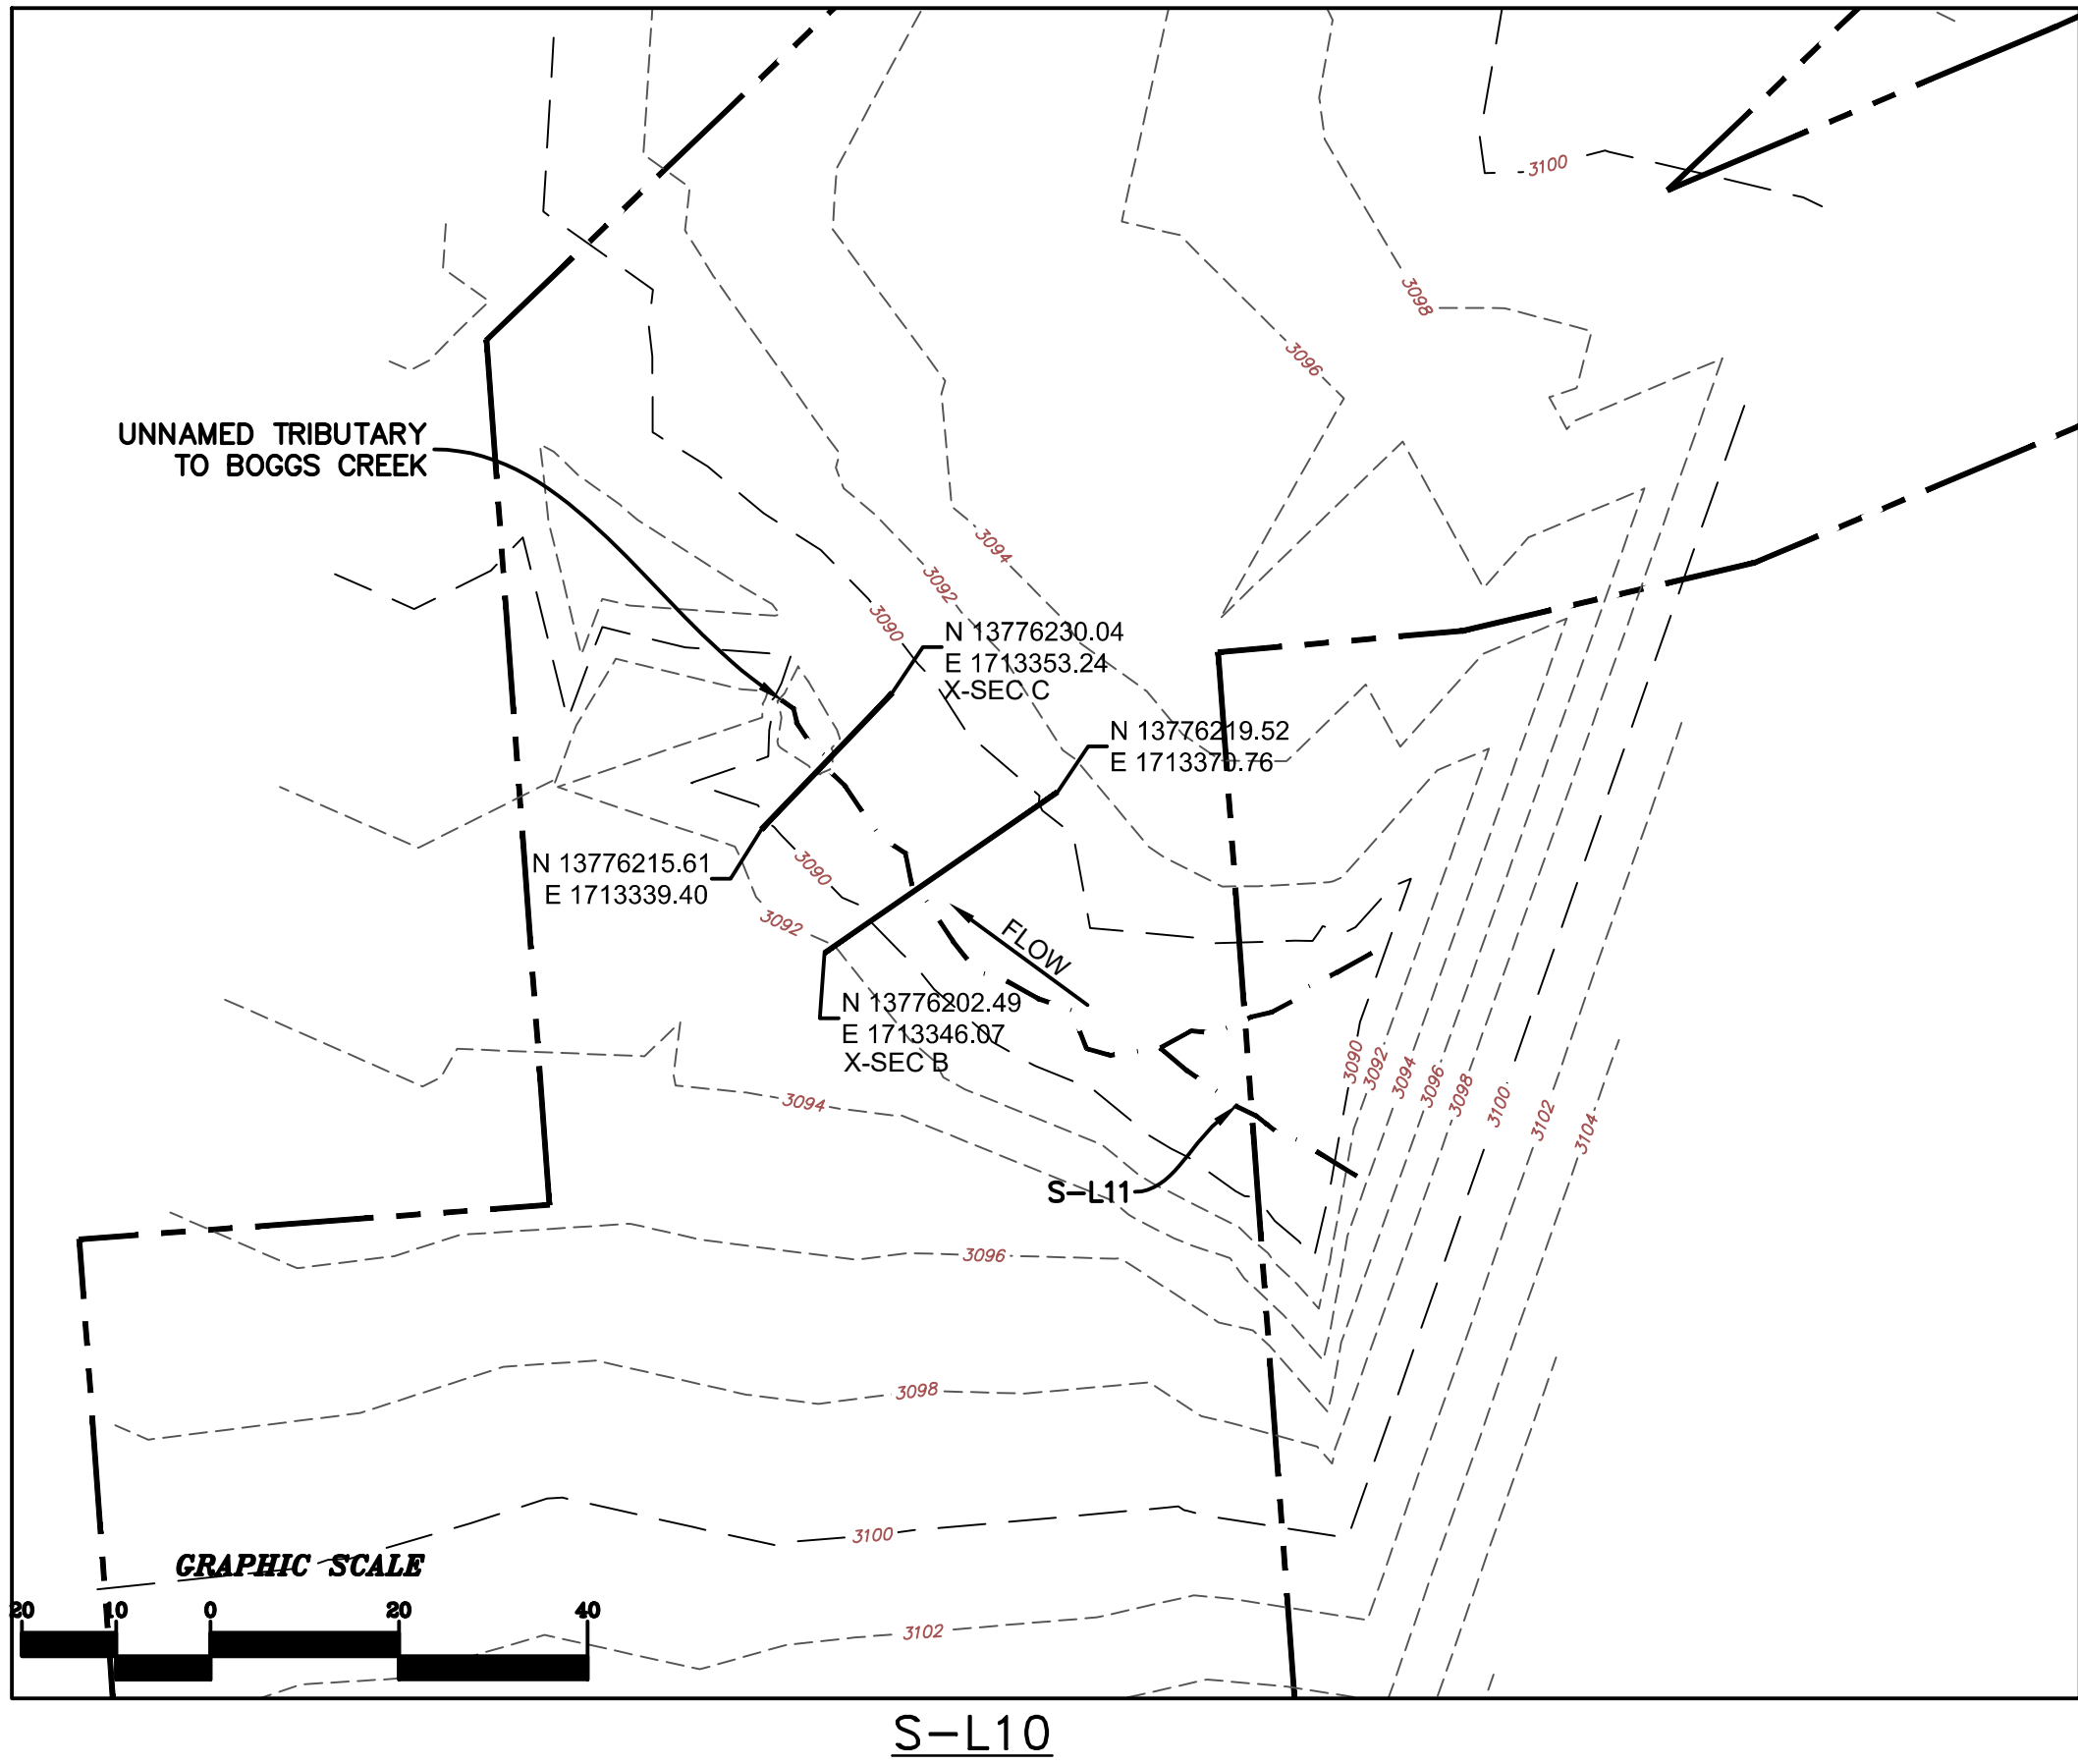 3100
3098
3096
UNNAMED TRIBUTARY
TO BOGGS CREEK
3094
3092
3090
N 13776230.04
E 1713353.24
X-SEC C
N 13776219.52
E 1713370.76
N 13776215.61
E 1713339.40
3090
3092
FLOW
N 13776202.49
E 1713346.07
X-SEC B
3090
3092
3094
3096
3098
3100
3102
3104
3094
S-L11
3096
3098
3100
GRAPHIC SCALE
20 10 0 20 40
3102
S-L10